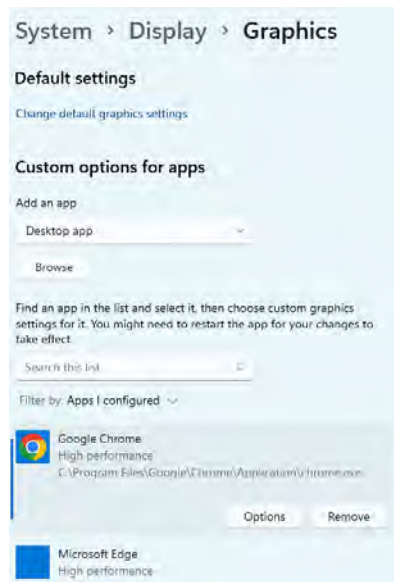 System > Display > Graphics
Default settings
Change default graphics settings
Custom options for apps
Add an app
Desktop app
Browse
Find an app in the list and select it, then choose custom graphics
settings for it. You might need to restart the app for your changes to
take effect.
Search this list
Filter by: Apps I configured
Google Chrome
High performance
C:\Program Files\Google\Chrome\Application\chrome.exe
Options Remove
Microsoft Edge
High performance